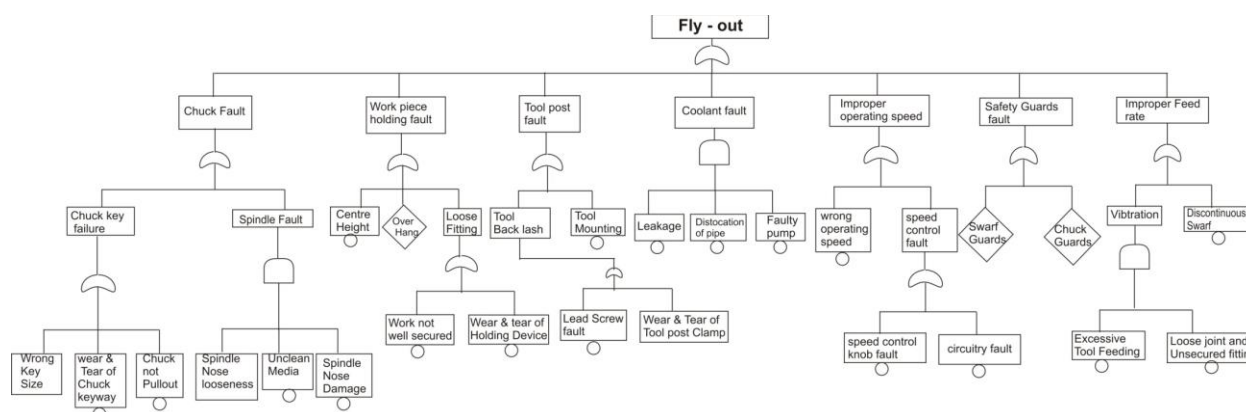 Fly - out
Chuck Fault
Work piece
holding fault
Tool post
fault
Coolant fault
Improper
operating speed
Safety Guards
fault
Improper Feed
rate
Chuck key
failure
Spindle Fault
Centre
Height
Over
Hang
Loose
Fitting
Tool
Back lash
Tool
Mounting
Leakage
Distocation
of pipe
Faulty
pump
wrong
operating
speed
speed
control
fault
Swarf
Guards
Chuck
Guards
Vibtration
Discontinuous
Swarf
Work not
well secured
Wear & tear of
Holding Device
Lead Screw
fault
Wear & Tear of
Tool post Clamp
speed control
knob fault
circuitry fault
Excessive
Tool Feeding
Loose joint and
Unsecured fittin
Wrong
Key
Size
wear &
Tear of
Chuck
keyway
Chuck
not
Pullout
Spindle
Nose
looseness
Unclean
Media
Spindle
Nose
Damage